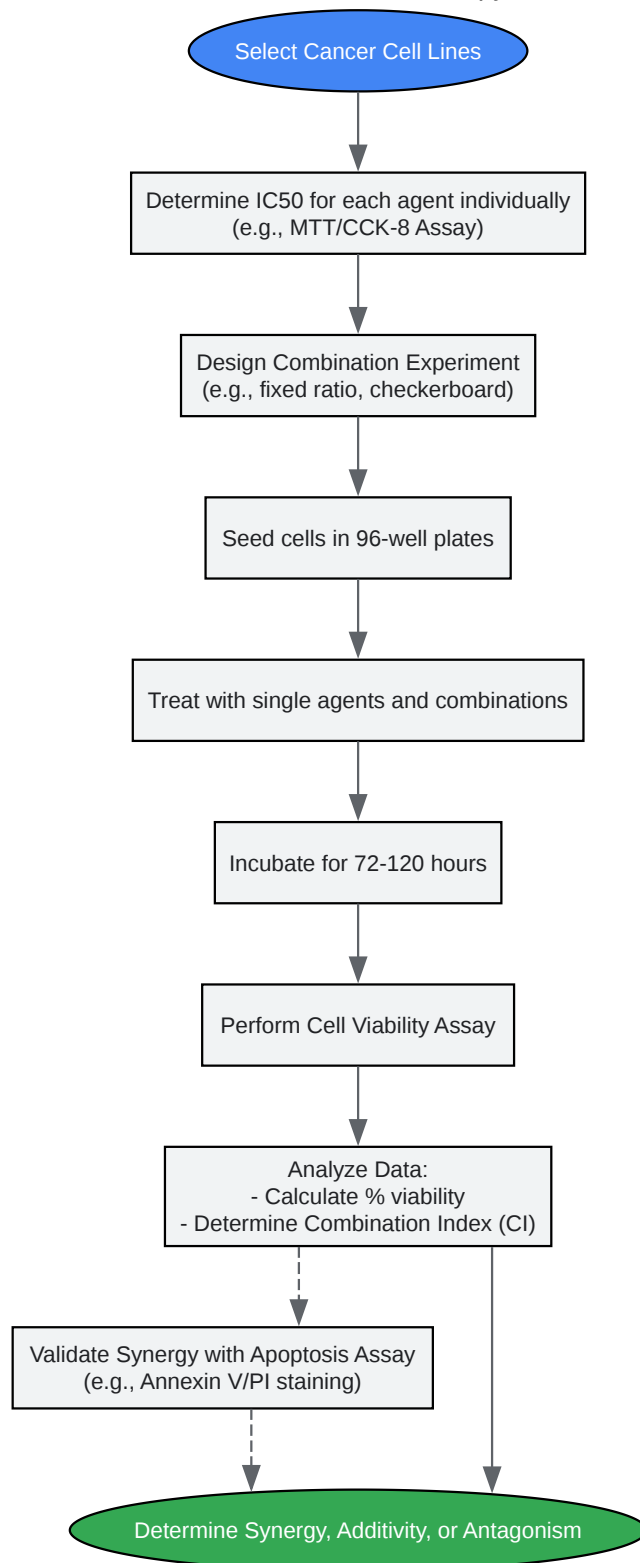 Select Cancer Cell Lines
Determine IC50 for each agent individually
(e.g., MTT/CCK-8 Assay)
Design Combination Experiment
(e.g., fixed ratio, checkerboard)
Seed cells in 96-well plates
Treat with single agents and combinations
Incubate for 72-120 hours
Perform Cell Viability Assay
Analyze Data:
- Calculate % viability
- Determine Combination Index (CI)
Validate Synergy with Apoptosis Assay
(e.g., Annexin V/PI staining)
Determine Synergy, Additivity, or Antagonism